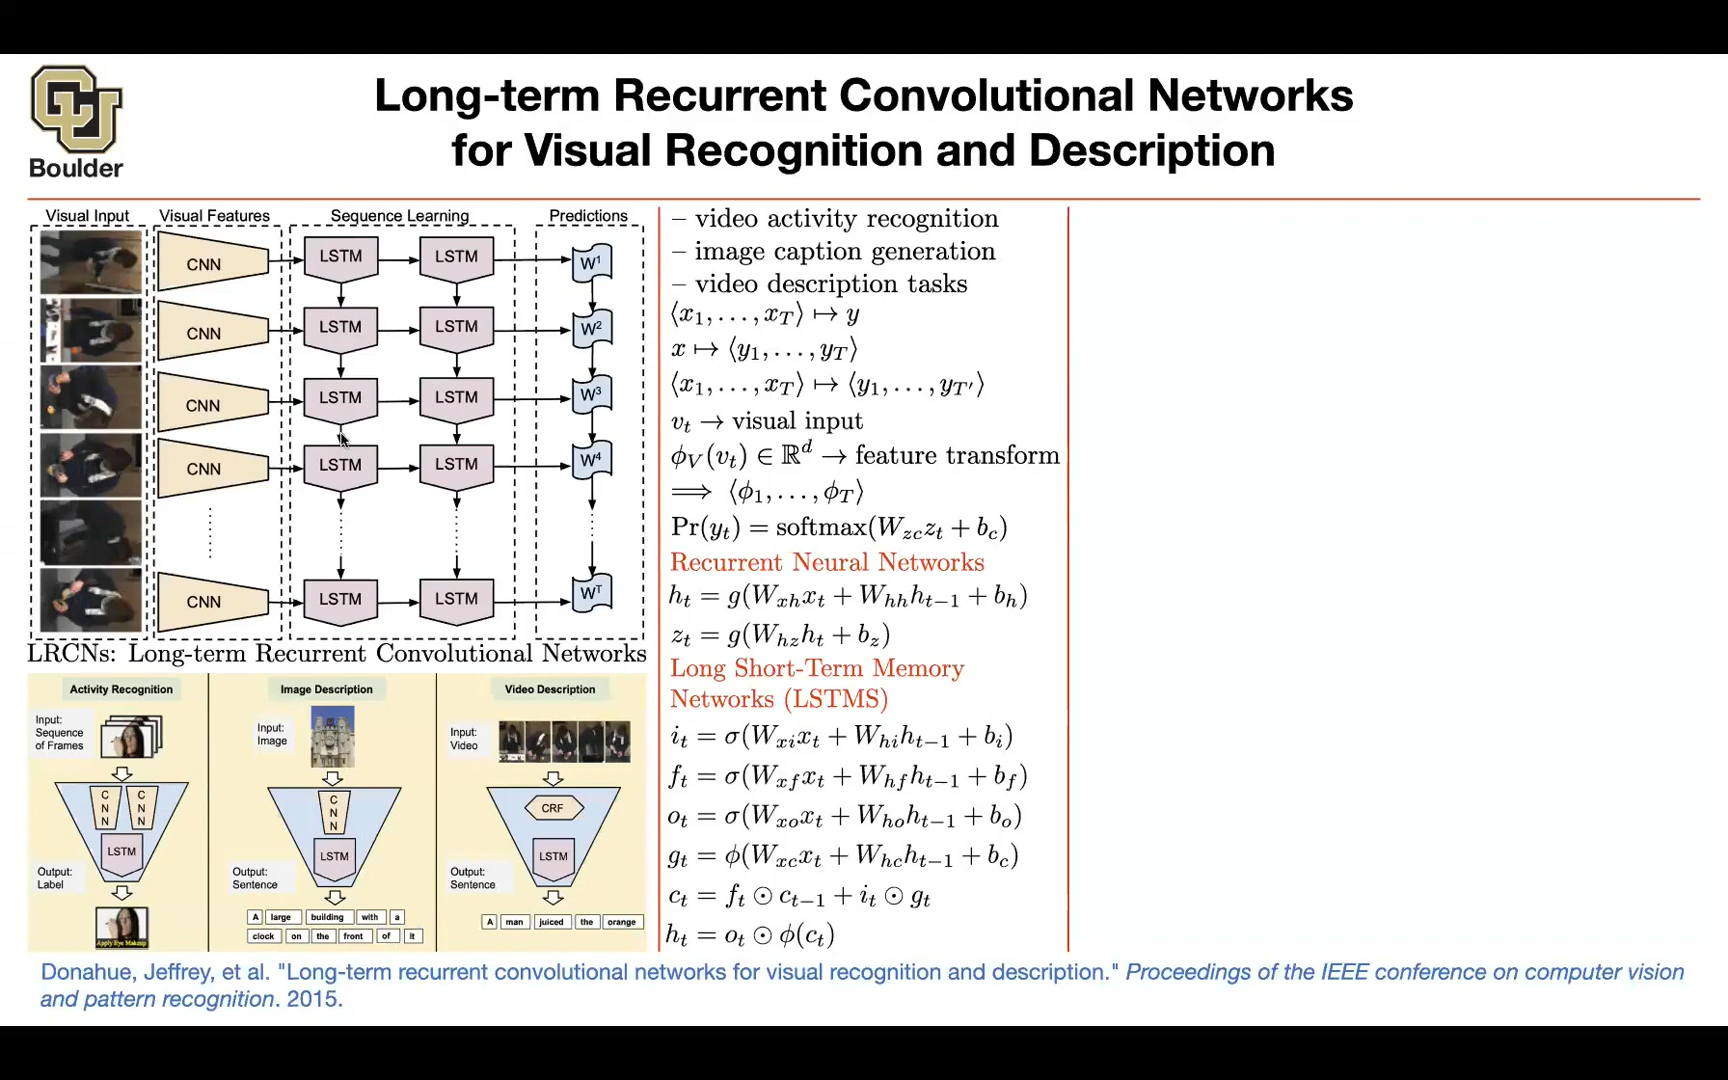 Boulder
Long-term Recurrent Convolutional Networks
for Visual Recognition and Description
Visual Input Visual Features Sequence Learning Predictions
CNN LSTM LSTM W¹
CNN LSTM LSTM W²
CNN LSTM LSTM W³
CNN LSTM LSTM W⁴
CNN LSTM LSTM Wᵀ
LRCNs: Long-term Recurrent Convolutional Networks
Activity Recognition
Input:
Sequence
of Frames
CNN CNN
LSTM
Output:
Label
Apply Eye Makeup
Image Description
Input:
Image
CNN
LSTM
Output:
Sentence
A large building with a
clock on the front of it
Video Description
Input:
Video
CRF
LSTM
Output:
Sentence
A man juiced the orange
– video activity recognition
– image caption generation
– video description tasks
⟨x₁, . . . , x_T⟩ ↦ y
x ↦ ⟨y₁, . . . , y_T⟩
⟨x₁, . . . , x_T⟩ ↦ ⟨y₁, . . . , y_T′⟩
v_t → visual input
ϕ_V(v_t) ∈ ℝᵈ → feature transform
⟹ ⟨ϕ₁, . . . , ϕ_T⟩
Pr(y_t) = softmax(W_zc z_t + b_c)
Recurrent Neural Networks
h_t = g(W_xh x_t + W_hh h_t−1 + b_h)
z_t = g(W_hz h_t + b_z)
Long Short-Term Memory
Networks (LSTMS)
i_t = σ(W_xi x_t + W_hi h_t−1 + b_i)
f_t = σ(W_xf x_t + W_hf h_t−1 + b_f)
o_t = σ(W_xo x_t + W_ho h_t−1 + b_o)
g_t = ϕ(W_xc x_t + W_hc h_t−1 + b_c)
c_t = f_t ⊙ c_t−1 + i_t ⊙ g_t
h_t = o_t ⊙ ϕ(c_t)
Donahue, Jeffrey, et al. "Long-term recurrent convolutional networks for visual recognition and description." Proceedings of the IEEE conference on computer vision
and pattern recognition. 2015.